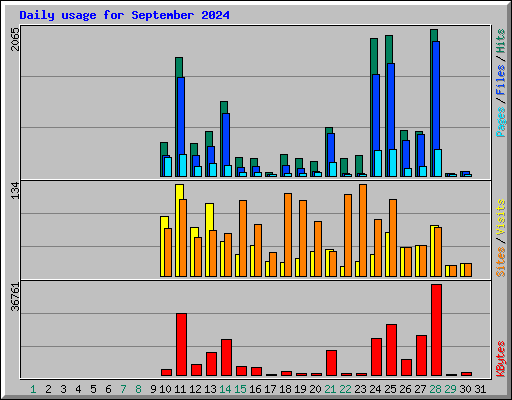 Daily usage for September 2024
2065
Pages / Files / Hits
134
Sites / Visits
36761
KBytes
1 2 3 4 5 6 7 8 9 10 11 12 13 14 15 16 17 18 19 20 21 22 23 24 25 26 27 28 29 30 31